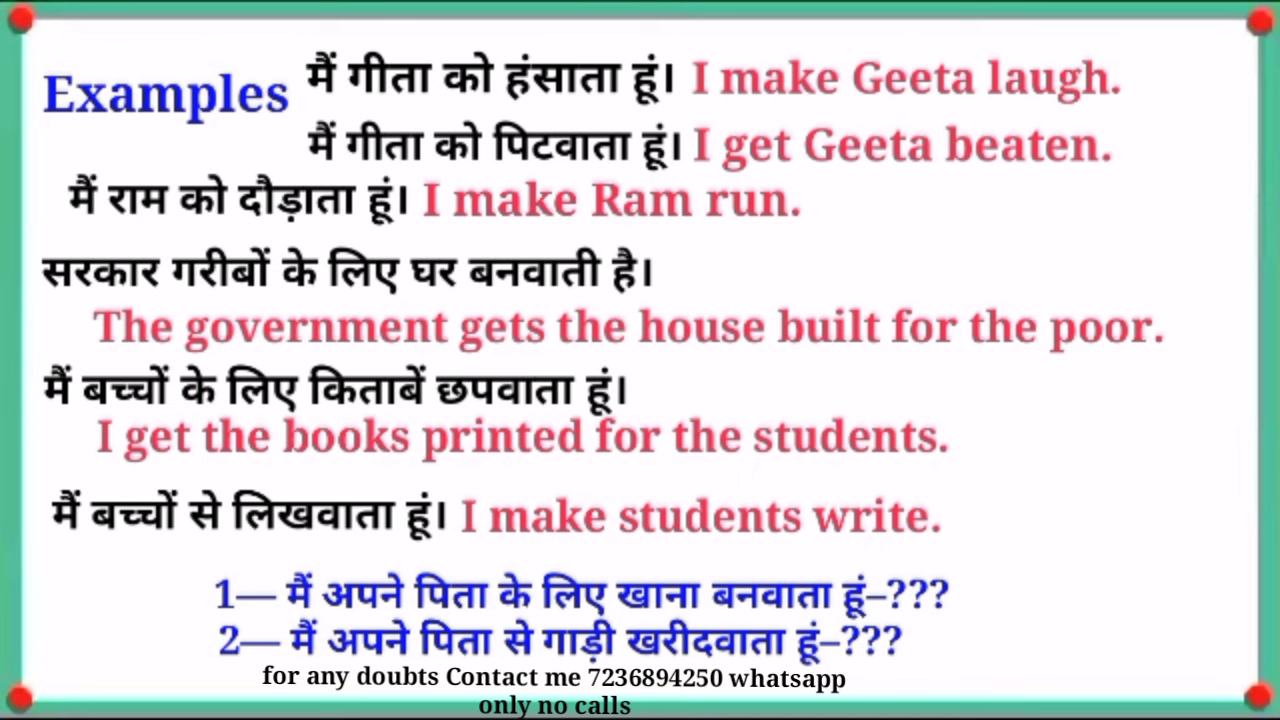 Examples मैं गीता को हंसाता हूं। I make Geeta laugh.
मैं गीता को पिटवाता हूं। I get Geeta beaten.
मैं राम को दौड़ाता हूं। I make Ram run.
सरकार गरीबों के लिए घर बनवाती है।
The government gets the house built for the poor.
मैं बच्चों के लिए किताबें छपवाता हूं।
I get the books printed for the students.
मैं बच्चों से लिखवाता हूं। I make students write.
1— मैं अपने पिता के लिए खाना बनवाता हूं–???
2— मैं अपने पिता से गाड़ी खरीदवाता हूं–???
for any doubts Contact me 7236894250 whatsapp
only no calls